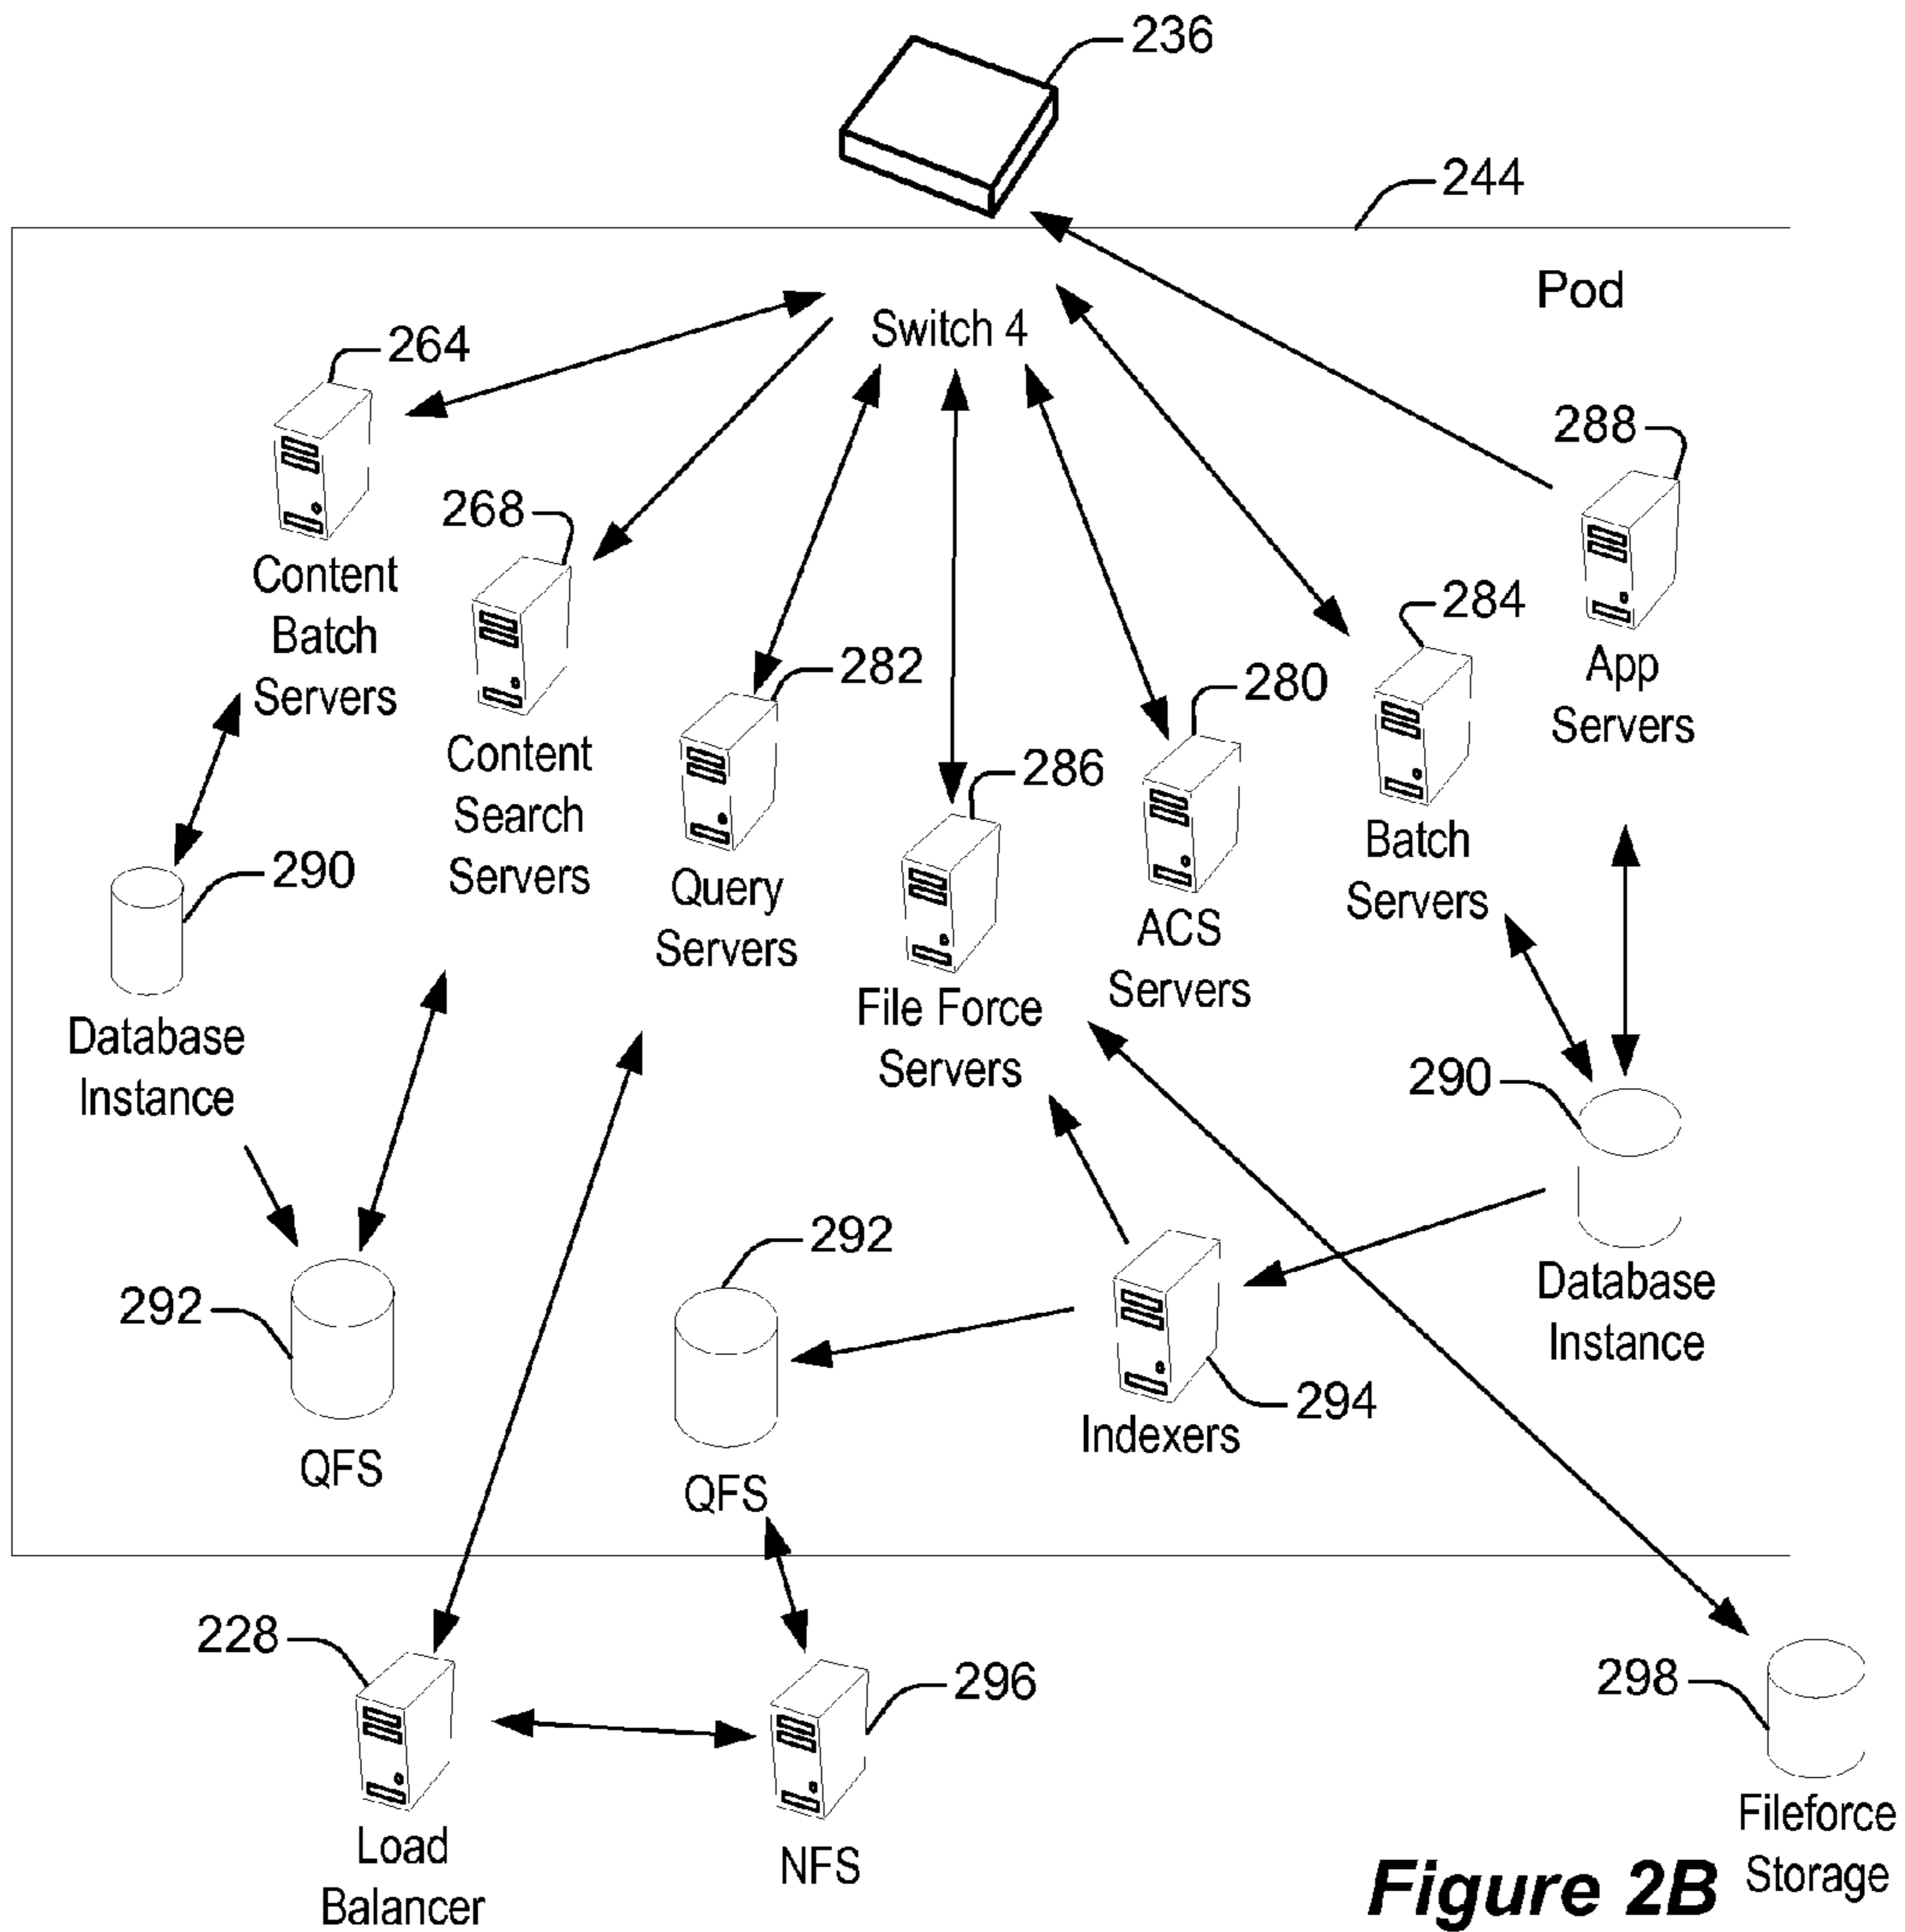 236
244
Pod
Switch 4
264
Content
Batch
Servers
268
Content
Search
Servers
282
Query
Servers
286
File Force
Servers
280
ACS
Servers
284
Batch
Servers
288
App
Servers
290
Database
Instance
290
Database
Instance
292
QFS
292
QFS
294
Indexers
228
Load
Balancer
296
NFS
298
Fileforce
Storage
Figure 2B